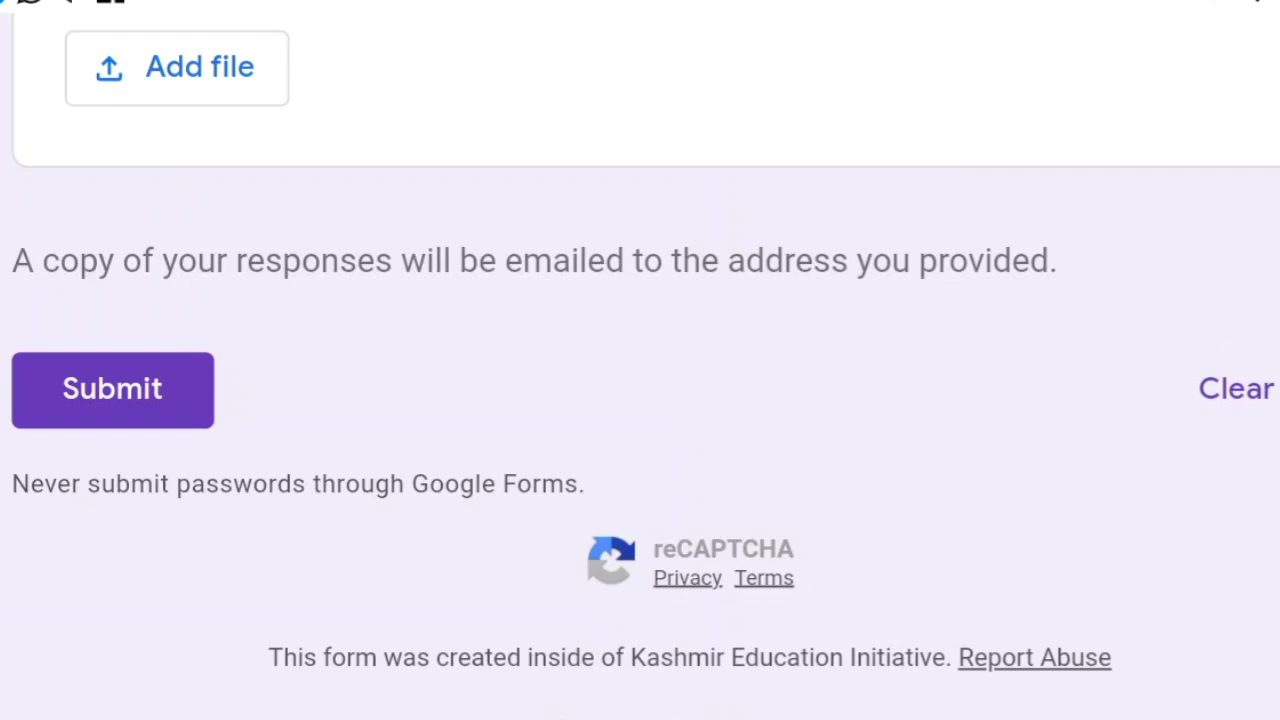 Add file
A copy of your responses will be emailed to the address you provided.
Submit
Clear
Never submit passwords through Google Forms.
reCAPTCHA
Privacy Terms
This form was created inside of Kashmir Education Initiative. Report Abuse